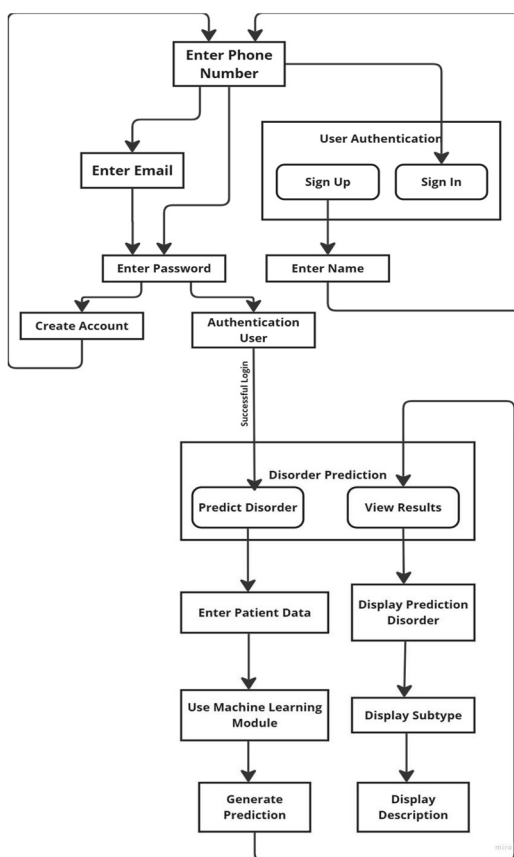 Enter Phone
Number
User Authentication
Enter Email
Sign Up
Sign In
Enter Password
Enter Name
Create Account
Authentication
User
Successful Login
Disorder Prediction
Predict Disorder
View Results
Enter Patient Data
Display Prediction
Disorder
Use Machine Learning
Module
Display Subtype
Generate
Prediction
Display
Description
miro